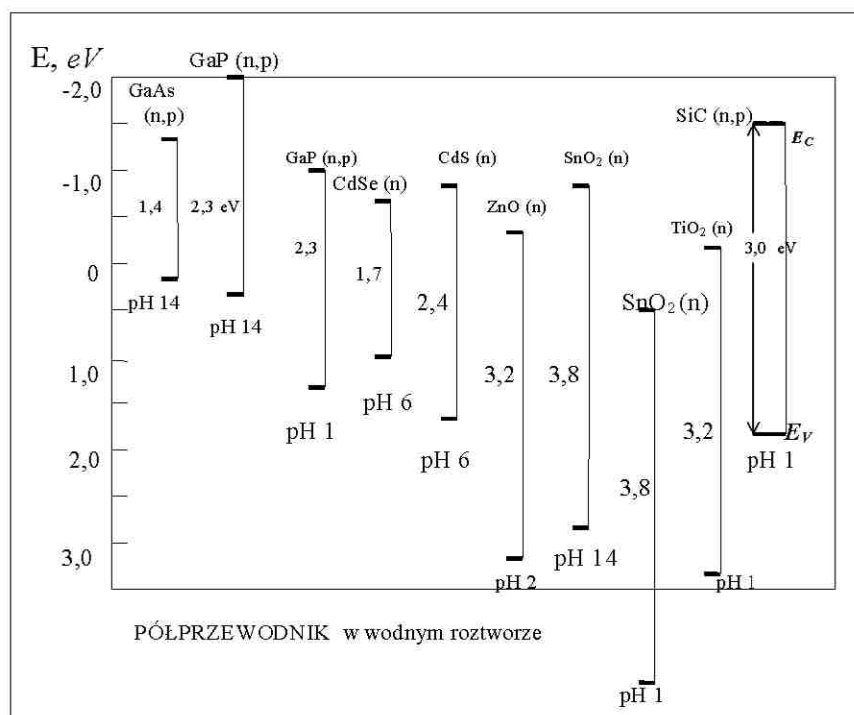 E, eV
GaP (n,p)
-2,0
GaAs
(n,p)
SiC (n,p)
E_C
GaP (n,p)
CdS (n)
SnO₂ (n)
-1,0
CdSe (n)
1,4
2,3 eV
ZnO (n)
TiO₂ (n)
2,3
3,0 eV
0
1,7
pH 14
2,4
SnO₂ (n)
pH 14
1,0
3,2
3,8
pH 6
pH 1
3,2
E_V
2,0
pH 6
pH 1
3,8
3,0
pH 14
pH 2
pH 1
PÓŁPRZEWODNIK w wodnym roztworze
pH 1